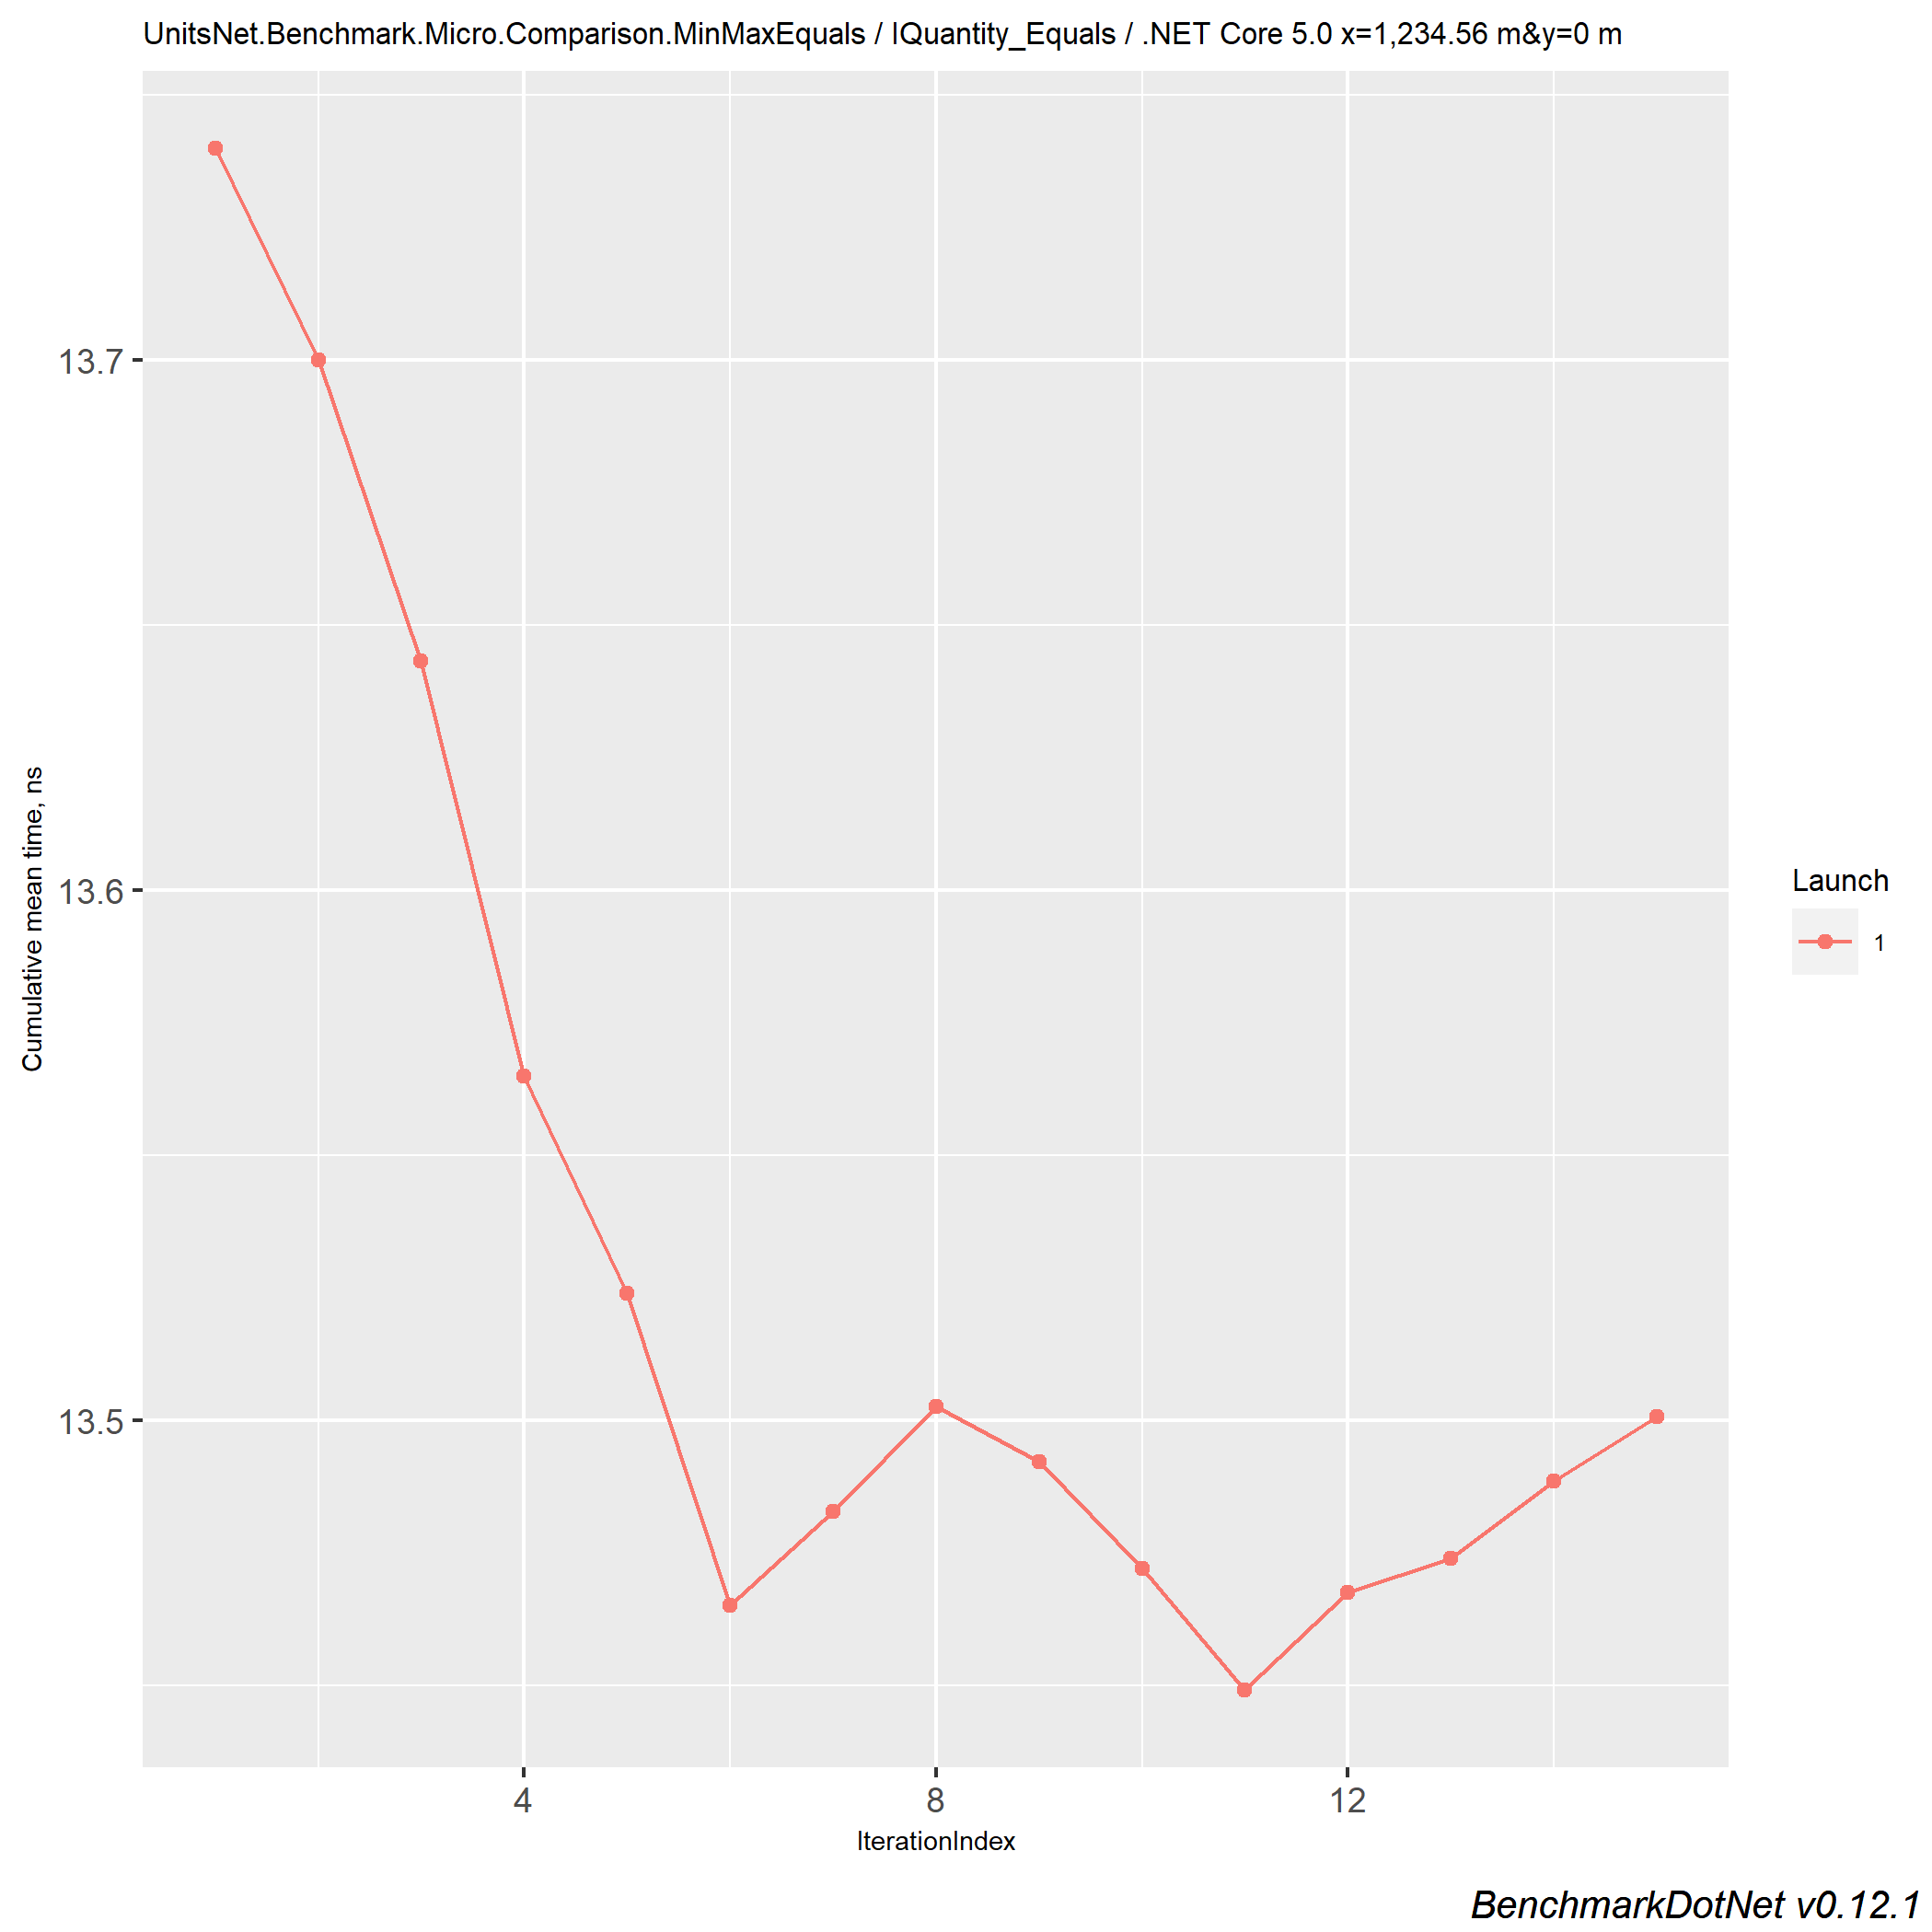 UnitsNet.Benchmark.Micro.Comparison.MinMaxEquals / IQuantity_Equals / .NET Core 5.0 x=1,234.56 m&y=0 m
13.7
13.6
13.5
Cumulative mean time, ns
4
8
12
IterationIndex
Launch
1
BenchmarkDotNet v0.12.1